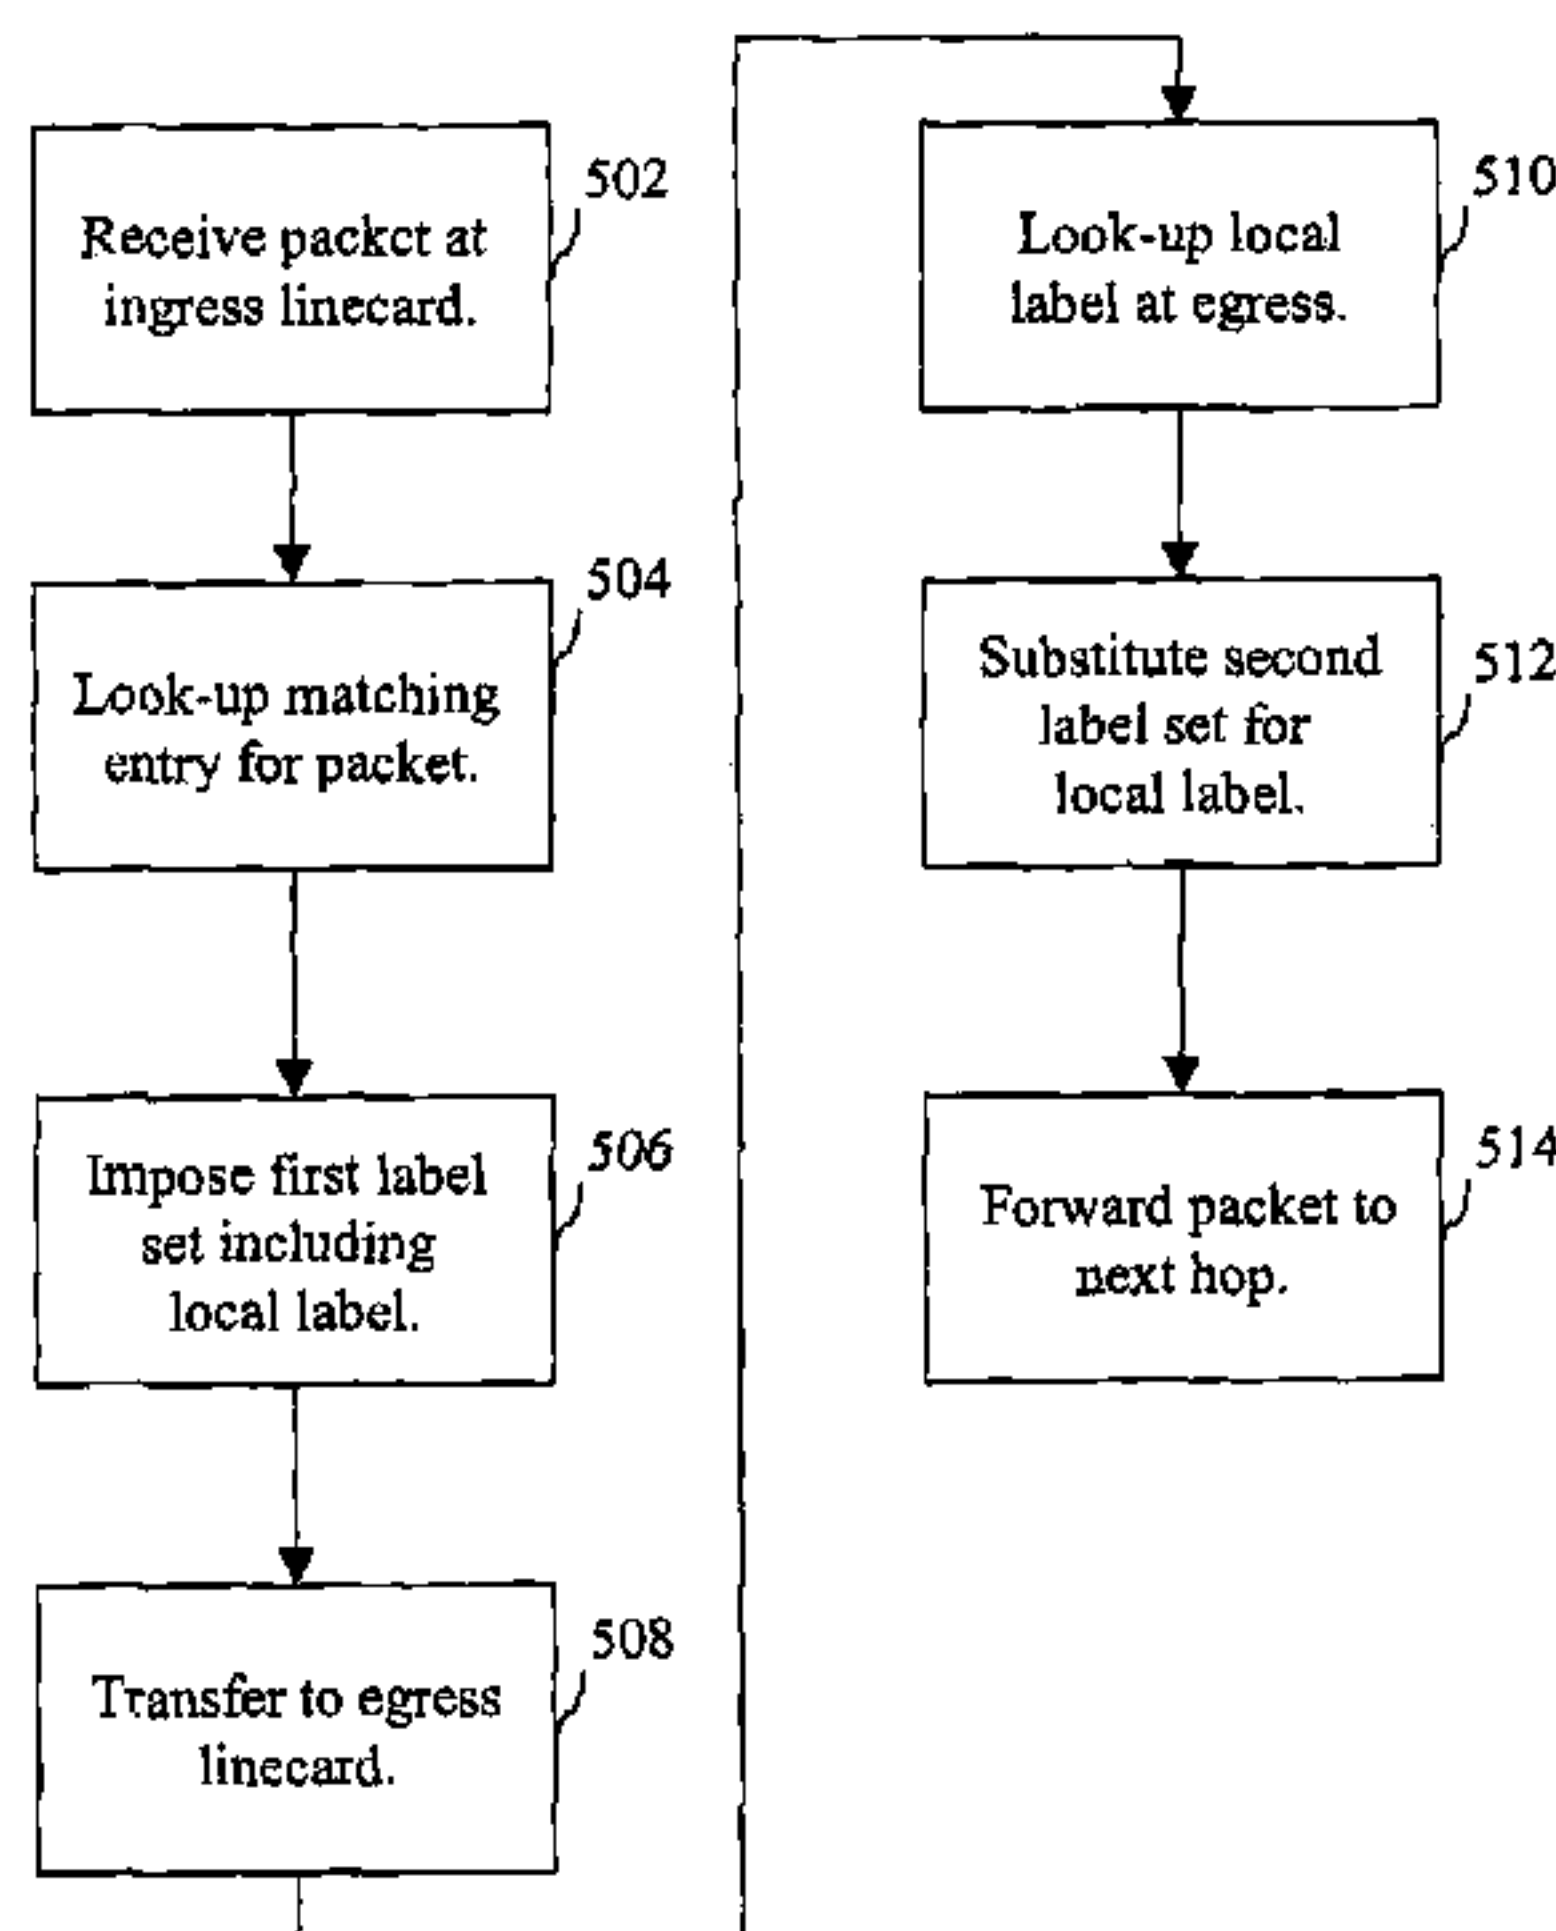 502
Receive packet at
ingress linecard.
504
Look-up matching
entry for packet.
506
Impose first label
set including
local label.
508
Transfer to egress
linecard.
510
Look-up local
label at egress.
512
Substitute second
label set for
local label.
514
Forward packet to
next hop.